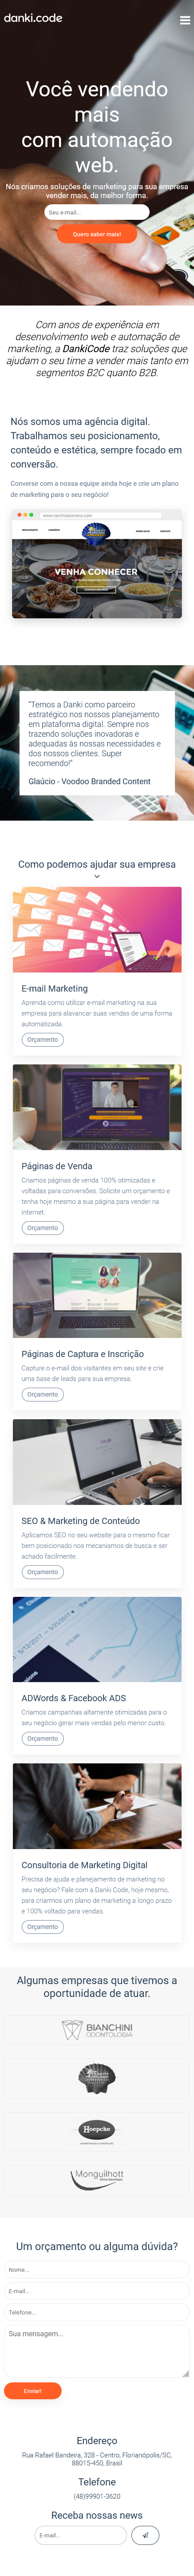 danki.code
Você vendendo
mais
com automação
web.
Nós criamos soluções de marketing para sua empresa
vender mais, da melhor forma.
Seu e-mail...
Quero saber mais!
Com anos de experiência em
desenvolvimento web e automação de
marketing, a DankiCode traz soluções que
ajudam o seu time a vender mais tanto em
segmentos B2C quanto B2B.
Nós somos uma agência digital.
Trabalhamos seu posicionamento,
conteúdo e estética, sempre focado em
conversão.
Converse com a nossa equipe ainda hoje e crie um plano
de marketing para o seu negócio!
VENHA CONHECER
"Temos a Danki como parceiro
estratégico nos nossos planejamento
em plataforma digital. Sempre nos
trazendo soluções inovadoras e
adequadas às nossas necessidades e
dos nossos clientes. Super
recomendo!"
Glaúcio - Voodoo Branded Content
Como podemos ajudar sua empresa
E-mail Marketing
Aprenda como utilizar e-mail marketing na sua
empresa para alavancar suas vendas de uma forma
automatizada.
Orçamento
Páginas de Venda
Criamos páginas de venda 100% otimizadas e
voltadas para conversões. Solicite um orçamento e
tenha hoje mesmo a sua página para vender na
internet.
Orçamento
Páginas de Captura e Inscrição
Capture o e-mail dos visitantes em seu site e crie
uma base de leads para sua empresa.
Orçamento
SEO & Marketing de Conteúdo
Aplicamos SEO no seu website para o mesmo ficar
bem posicionado nos mecanismos de busca e ser
achado facilmente.
Orçamento
ADWords & Facebook ADS
Criamos campanhas altamente otimizadas para o
seu negócio gerar mais vendas pelo menor custo.
Orçamento
Consultoria de Marketing Digital
Precisa de ajuda e planejamento de marketing no
seu negócio? Fale com a Danki Code, hoje mesmo,
para criarmos um plano de marketing a longo prazo
e 100% voltado para vendas.
Orçamento
Algumas empresas que tivemos a
oportunidade de atuar.
BIANCHINI
ODONTOLOGIA
Hoepcke
Monguilhott
Um orçamento ou alguma dúvida?
Nome...
E-mail...
Telefone...
Sua mensagem...
Enviar!
Endereço
Rua Rafael Bandeira, 328 - Centro, Florianópolis/SC,
88015-450, Brasil
Telefone
(48)99901-3620
Receba nossas news
E-mail...